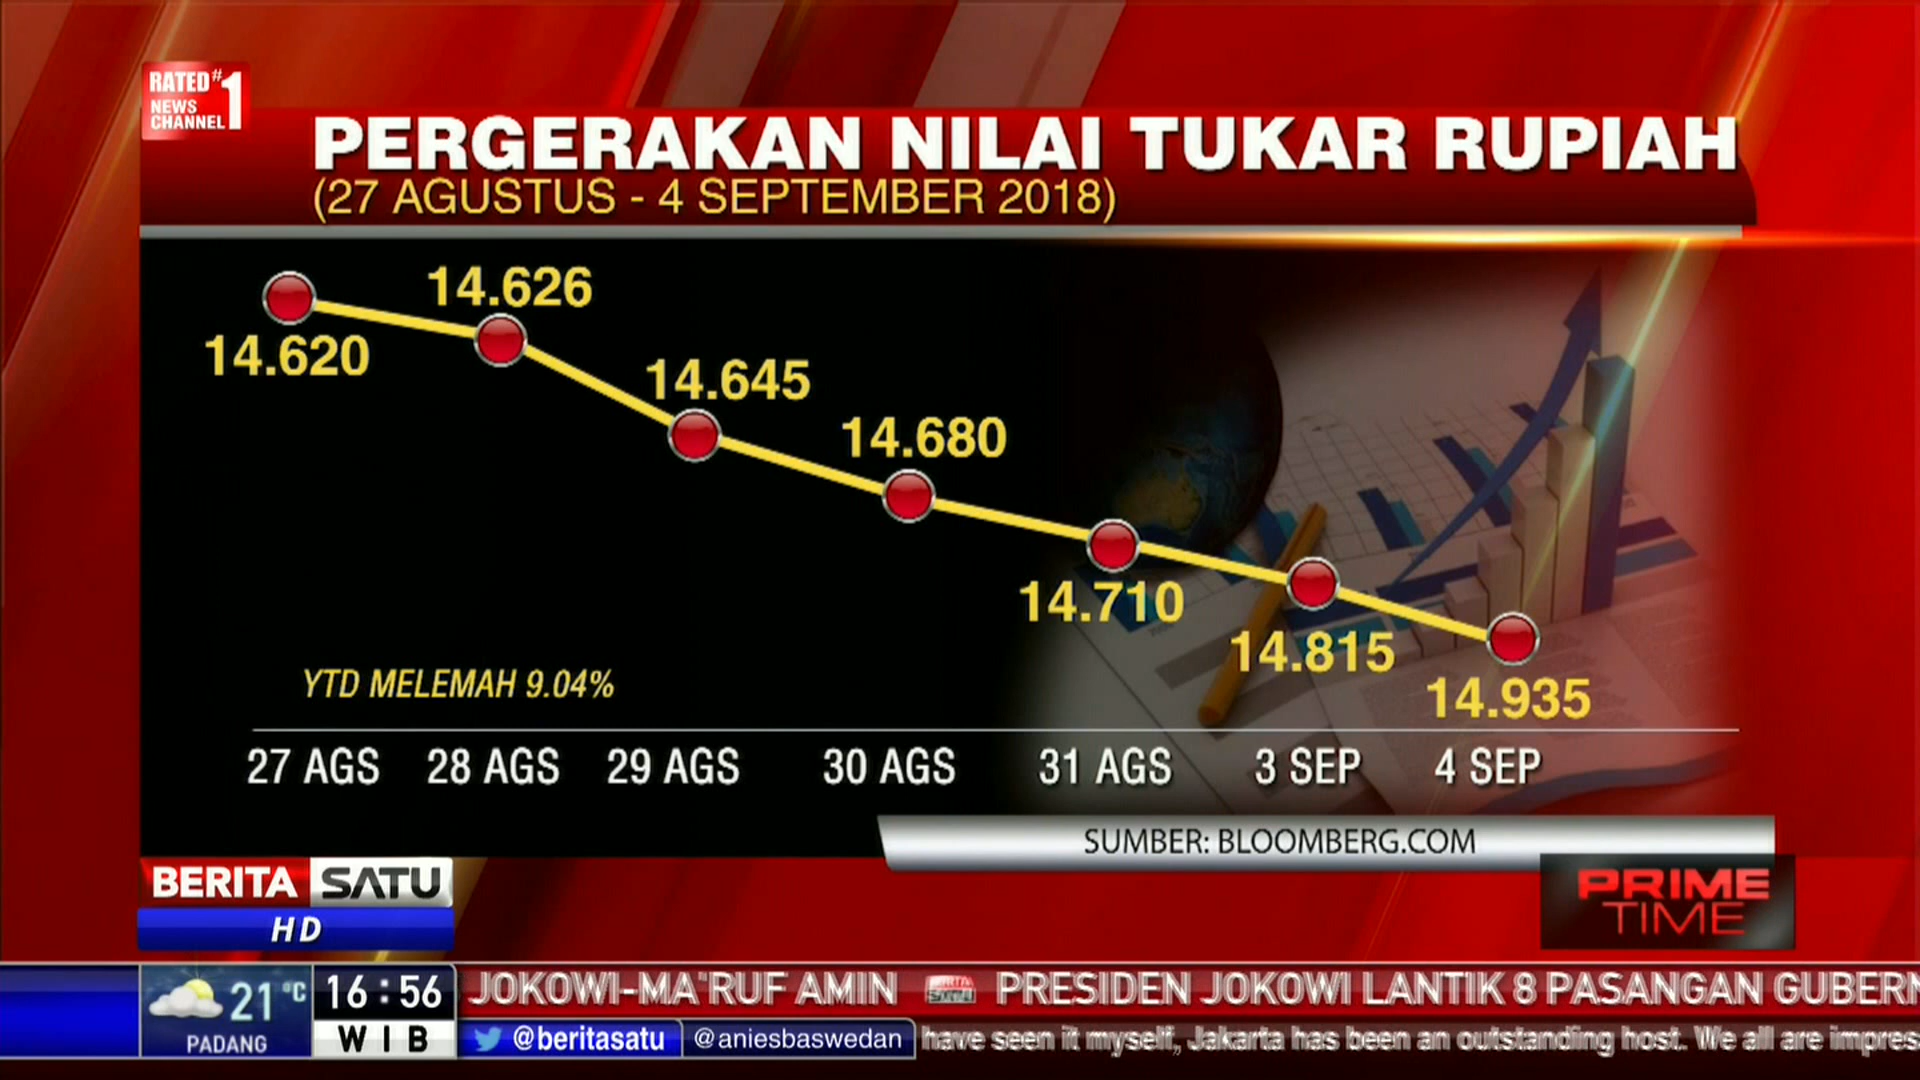 RATED #1
NEWS
CHANNEL
PERGERAKAN NILAI TUKAR RUPIAH
(27 AGUSTUS - 4 SEPTEMBER 2018)
14.620
14.626
14.645
14.680
14.710
14.815
14.935
YTD MELEMAH 9.04%
27 AGS 28 AGS 29 AGS 30 AGS 31 AGS 3 SEP 4 SEP
SUMBER: BLOOMBERG.COM
BERITA SATU
HD
PRIME
TIME
21 °C
PADANG
16:56
WIB
JOKOWI-MA'RUF AMIN BERITA SATU PRESIDEN JOKOWI LANTIK 8 PASANGAN GUBERN
@beritasatu @aniesbaswedan have seen it myself, Jakarta has been an outstanding host. We all are impres